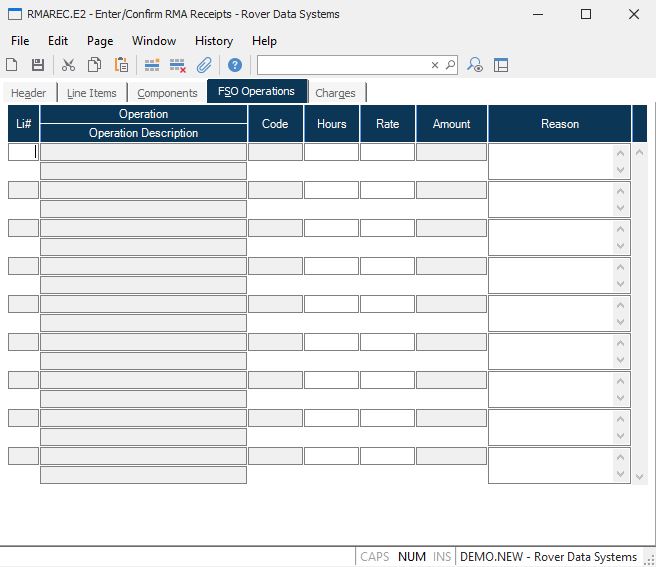 RMAREC.E2 - Enter/Confirm RMA Receipts - Rover Data Systems
File Edit Page Window History Help
Header Line Items Components FSO Operations Charges
Li# Operation Code Hours Rate Amount Reason
Operation Description
CAPS NUM INS DEMO.NEW - Rover Data Systems